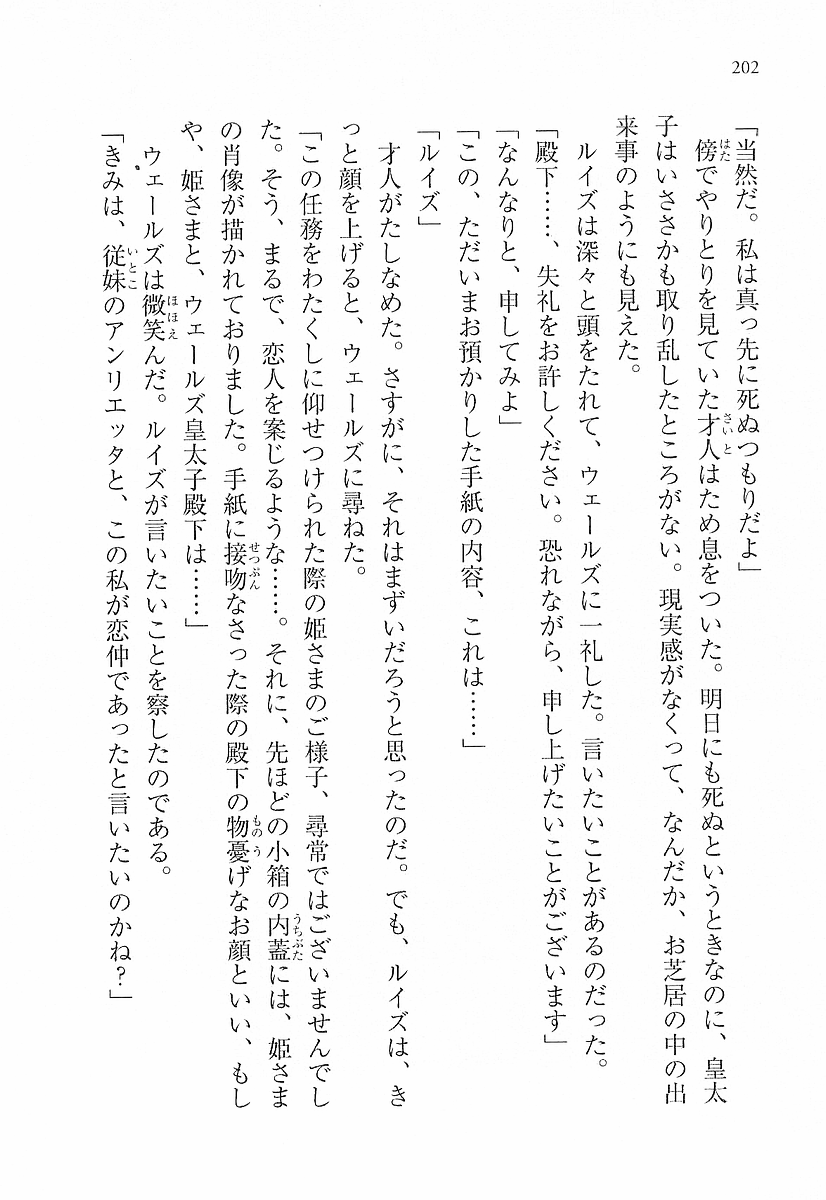 202
「当然だ。私は真っ先に死ぬつもりだよ」
　傍でやりとりを見ていた才人はため息をついた。明日にも死ぬというときなのに、皇太
子はいささかも取り乱したところがない。現実感がなくって、なんだか、お芝居の中の出
来事のようにも見えた。
　ルイズは深々と頭をたれて、ウェールズに一礼した。言いたいことがあるのだった。
「殿下……、失礼をお許しください。恐れながら、申し上げたいことがございます」
「なんなりと、申してみよ」
「この、ただいまお預かりした手紙の内容、これは……」
「ルイズ」
　才人がたしなめた。さすがに、それはまずいだろうと思ったのだ。でも、ルイズは、き
っと顔を上げると、ウェールズに尋ねた。
「この任務をわたくしに仰せつけられた際の姫さまのご様子、尋常ではございませんでし
た。そう、まるで、恋人を案じるような……。それに、先ほどの小箱の内蓋には、姫さま
の肖像が描かれておりました。手紙に接吻なさった際の殿下の物憂げなお顔といい、もし
や、姫さまと、ウェールズ皇太子殿下は……」
　ウェールズは微笑んだ。ルイズが言いたいことを察したのである。
「きみは、従妹のアンリエッタと、この私が恋仲であったと言いたいのかね？」